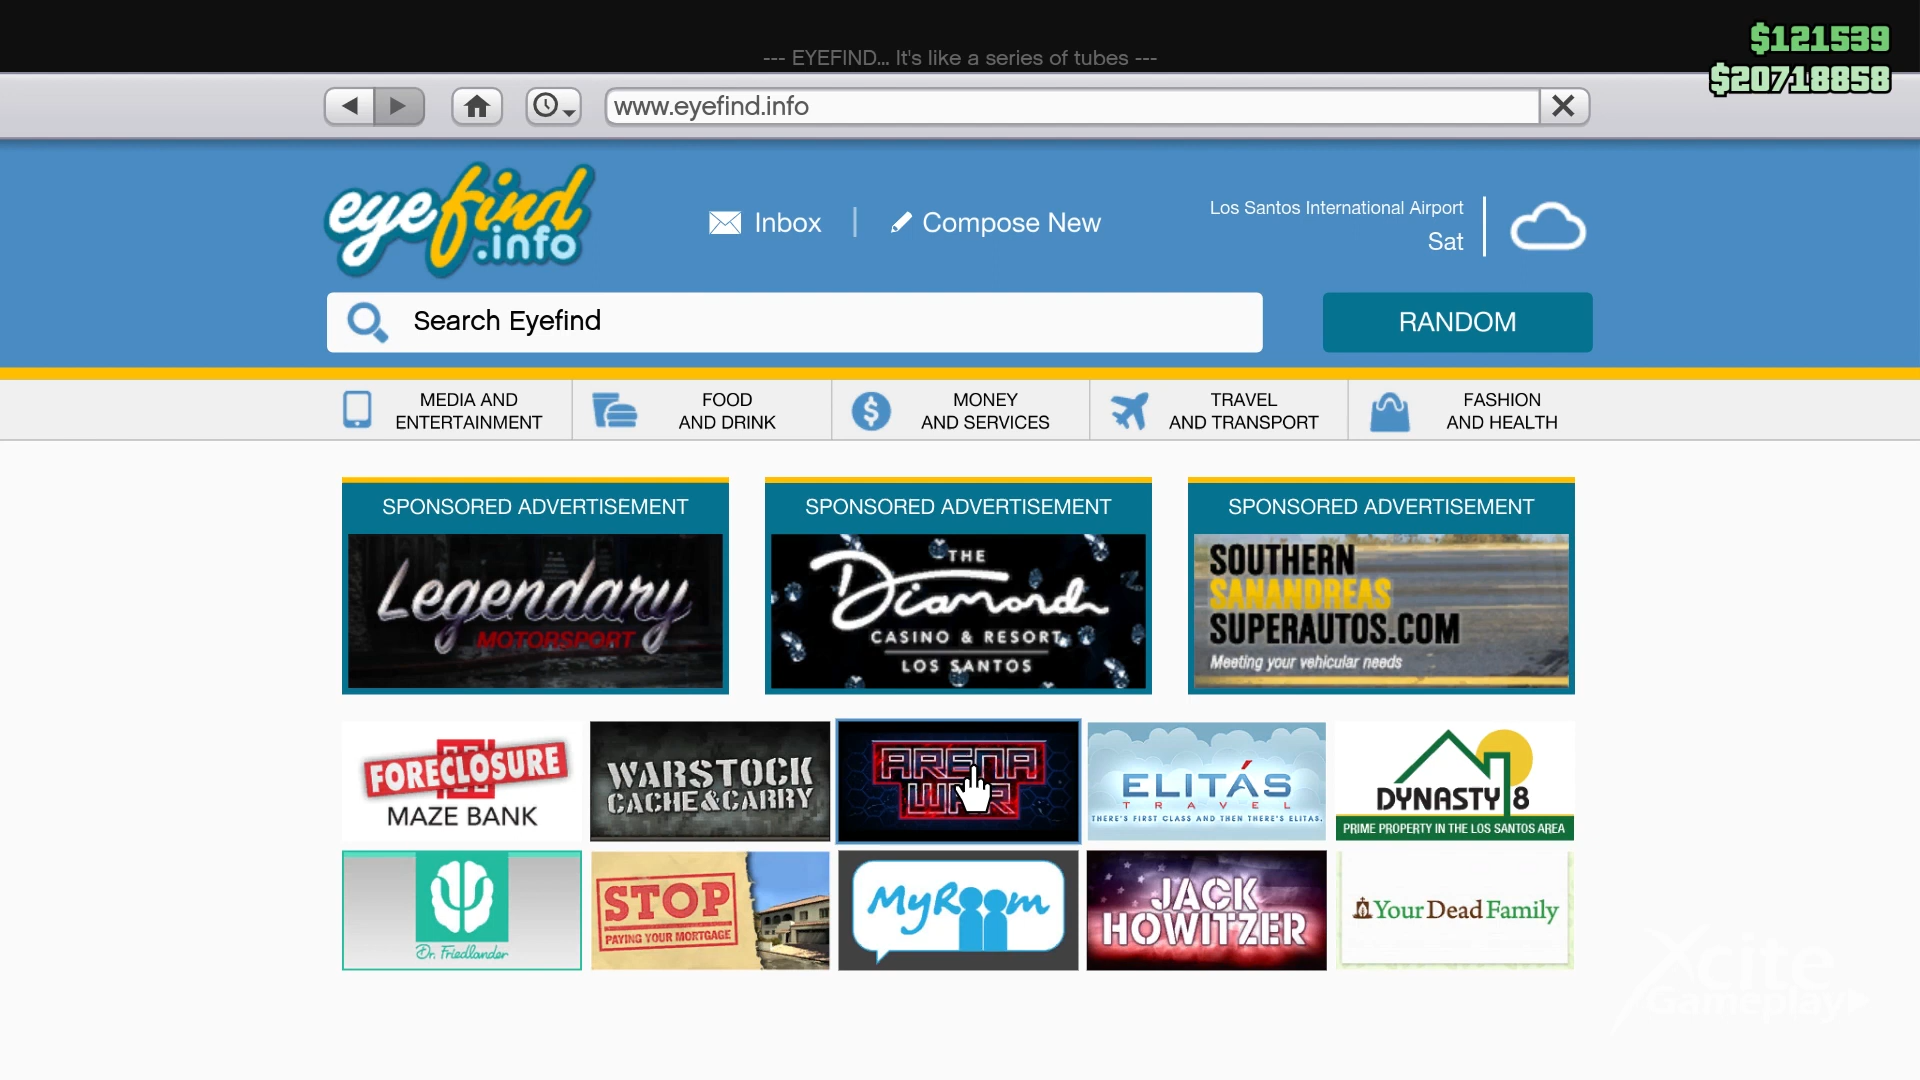 --- EYEFIND... It's like a series of tubes ---
$121539
$20718858
www.eyefind.info
eyefind
.info
Inbox
Compose New
Los Santos International Airport
Sat
Search Eyefind
RANDOM
MEDIA AND
ENTERTAINMENT
FOOD
AND DRINK
MONEY
AND SERVICES
TRAVEL
AND TRANSPORT
FASHION
AND HEALTH
SPONSORED ADVERTISEMENT
Legendary
MOTORSPORT
SPONSORED ADVERTISEMENT
THE
Diamond
CASINO & RESORT
LOS SANTOS
SPONSORED ADVERTISEMENT
SOUTHERN
SANANDREAS
SUPERAUTOS.COM
Meeting your vehicular needs
FORECLOSURE
MAZE BANK
WARSTOCK
CACHE&CARRY
ARENA
WAR
ELITÁS
TRAVEL
THERE'S FIRST CLASS AND THEN THERE'S ELITAS.
DYNASTY 8
PRIME PROPERTY IN THE LOS SANTOS AREA
Dr. Friedlander
STOP
PAYING YOUR MORTGAGE
MyRoom
JACK
HOWITZER
YourDeadFamily
Xcite
Gameplay